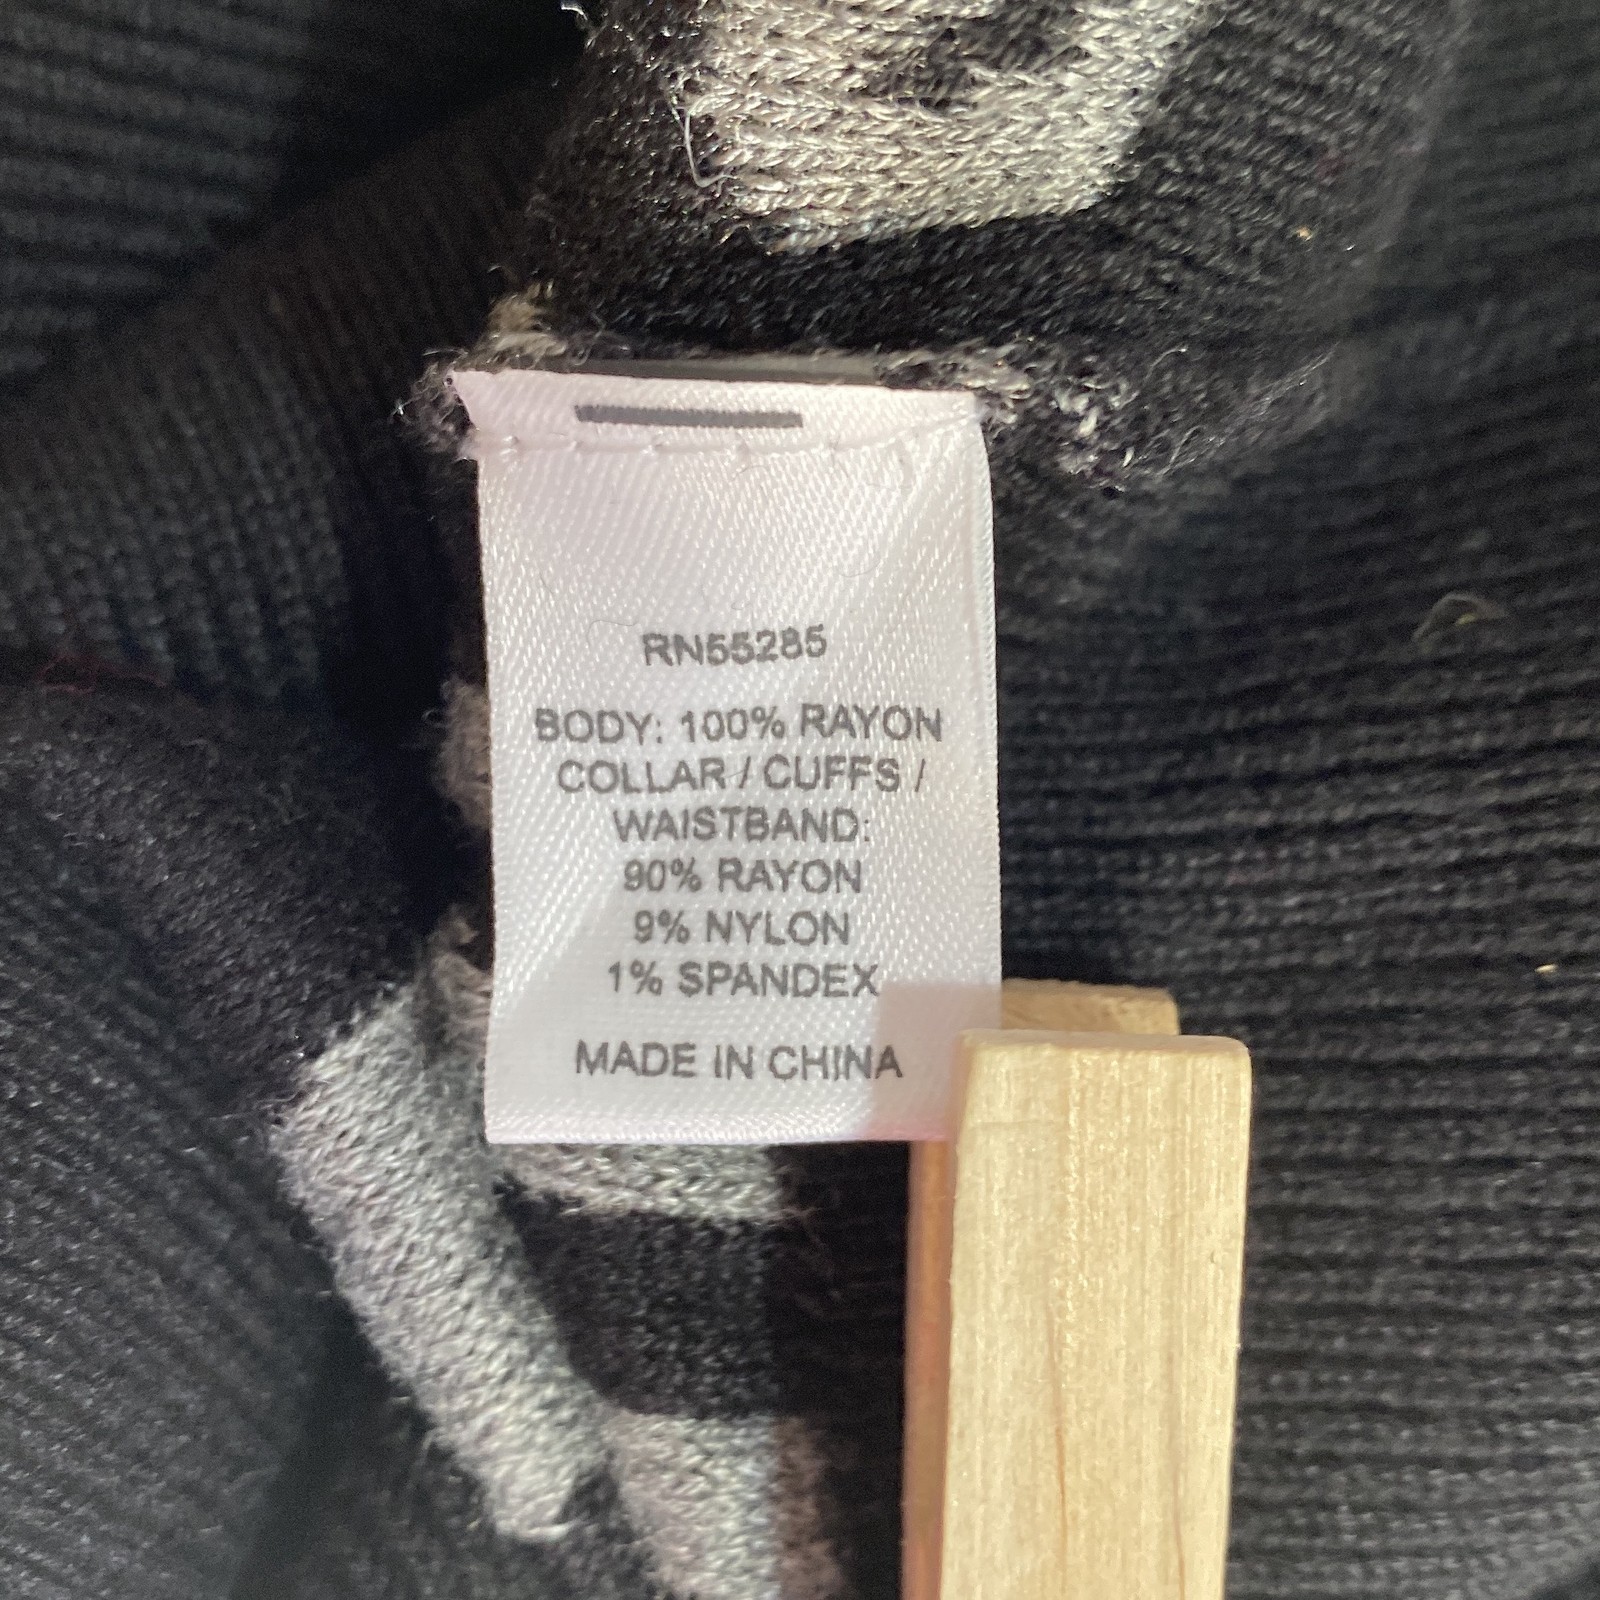 RN55285
BODY: 100% RAYON
COLLAR / CUFFS /
WAISTBAND:
90% RAYON
9% NYLON
1% SPANDEX
MADE IN CHINA